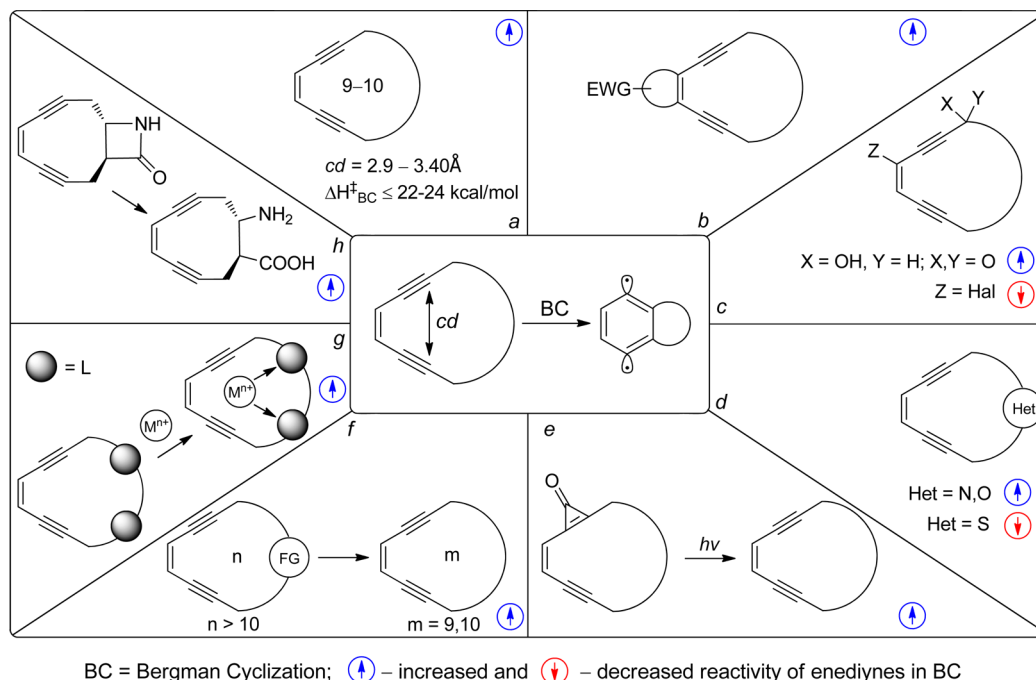 9–10
cd = 2.9 – 3.40Å
ΔH‡BC ≤ 22-24 kcal/mol
a
EWG
b
X
Y
Z
X = OH, Y = H; X,Y = O
Z = Hal
c
NH
O
NH2
COOH
h
cd
BC
g
= L
Mn+
Mn+
f
n
FG
m
n > 10
m = 9,10
e
O
hv
d
Het
Het = N,O
Het = S
BC = Bergman Cyclization; – increased and – decreased reactivity of enediynes in BC